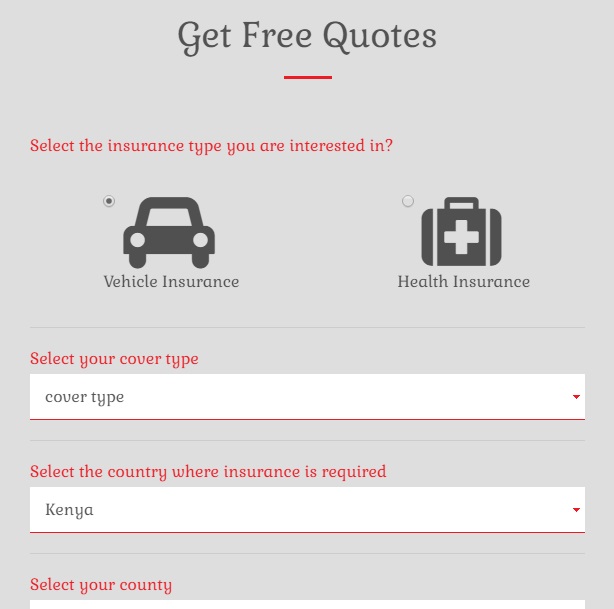 Get Free Quotes
Select the insurance type you are interested in?
Vehicle Insurance
Health Insurance
Select your cover type
cover type
Select the country where insurance is required
Kenya
Select your county